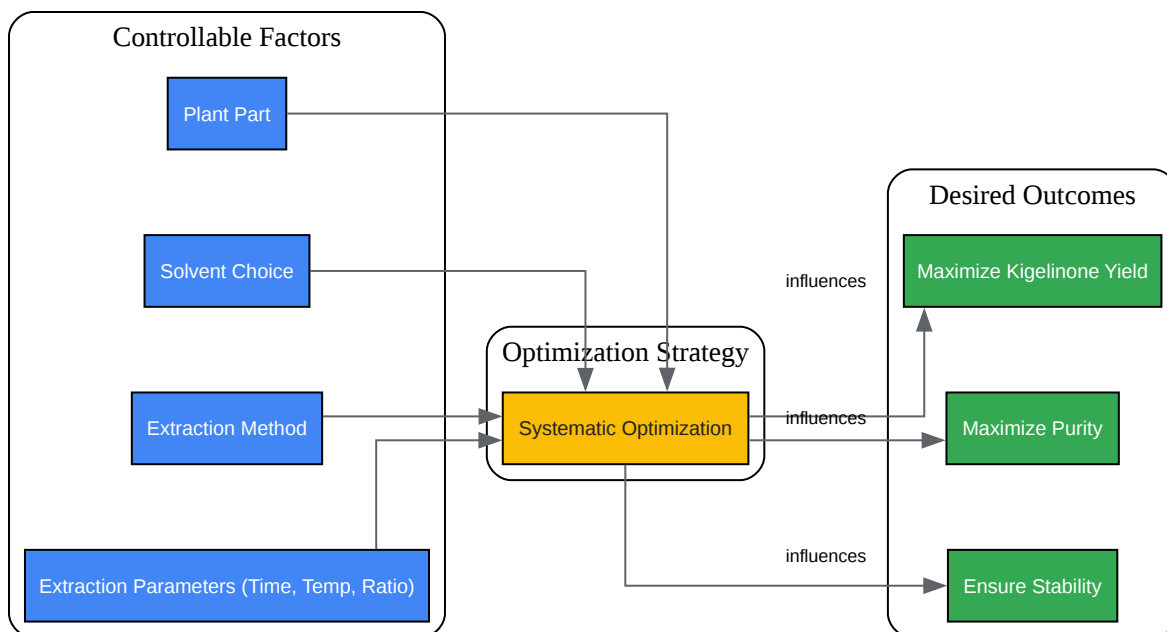 Controllable Factors
Plant Part
Solvent Choice
Extraction Method
Extraction Parameters (Time, Temp, Ratio)
Optimization Strategy
Systematic Optimization
influences
influences
influences
Desired Outcomes
Maximize Kigelinone Yield
Maximize Purity
Ensure Stability